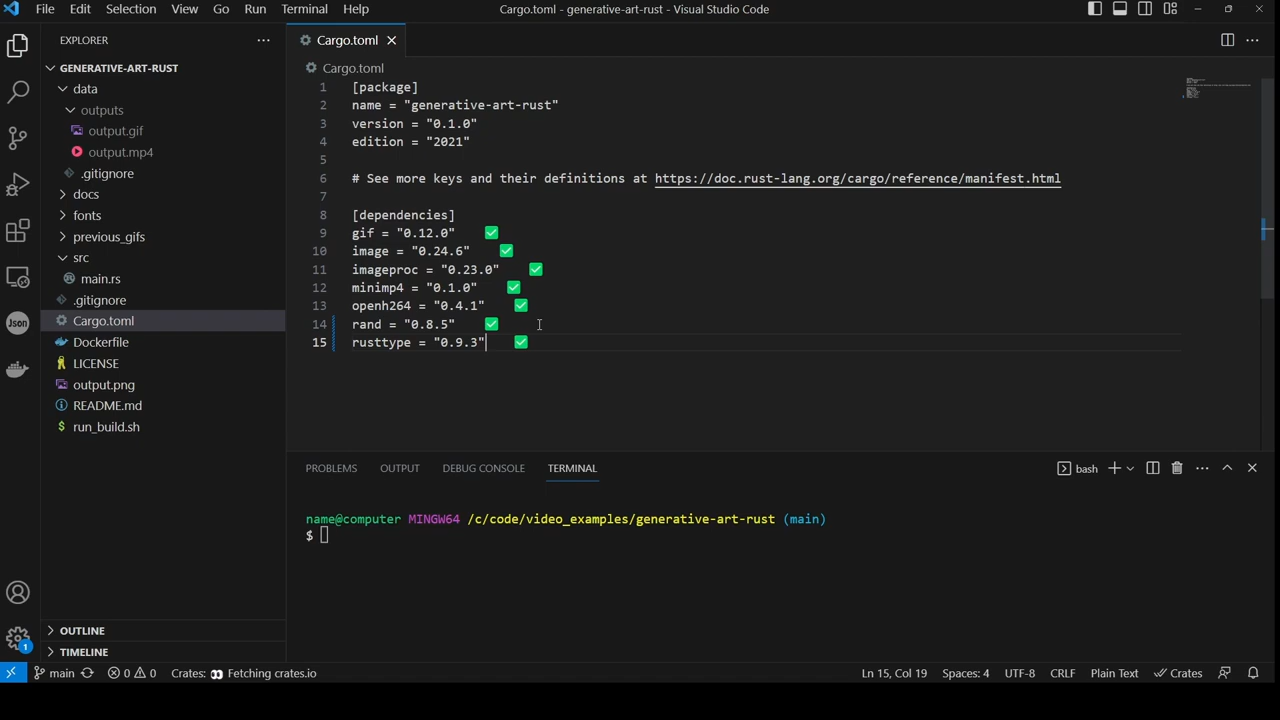 File Edit Selection View Go Run Terminal Help
Cargo.toml - generative-art-rust - Visual Studio Code
EXPLORER
GENERATIVE-ART-RUST
data
outputs
output.gif
output.mp4
.gitignore
docs
fonts
previous_gifs
src
main.rs
.gitignore
Cargo.toml
Dockerfile
LICENSE
output.png
README.md
run_build.sh
OUTLINE
TIMELINE
Json
1
Cargo.toml
Cargo.toml
1 [package]
2 name = "generative-art-rust"
3 version = "0.1.0"
4 edition = "2021"
5
6 # See more keys and their definitions at https://doc.rust-lang.org/cargo/reference/manifest.html
7
8 [dependencies]
9 gif = "0.12.0" ✅
10 image = "0.24.6" ✅
11 imageproc = "0.23.0" ✅
12 minimp4 = "0.1.0" ✅
13 openh264 = "0.4.1" ✅
14 rand = "0.8.5" ✅
15 rusttype = "0.9.3" ✅
PROBLEMS OUTPUT DEBUG CONSOLE TERMINAL
bash
name@computer MINGW64 /c/code/video_examples/generative-art-rust (main)
$
main 0 0 Crates: 👀 Fetching crates.io
Ln 15, Col 19 Spaces: 4 UTF-8 CRLF Plain Text Crates